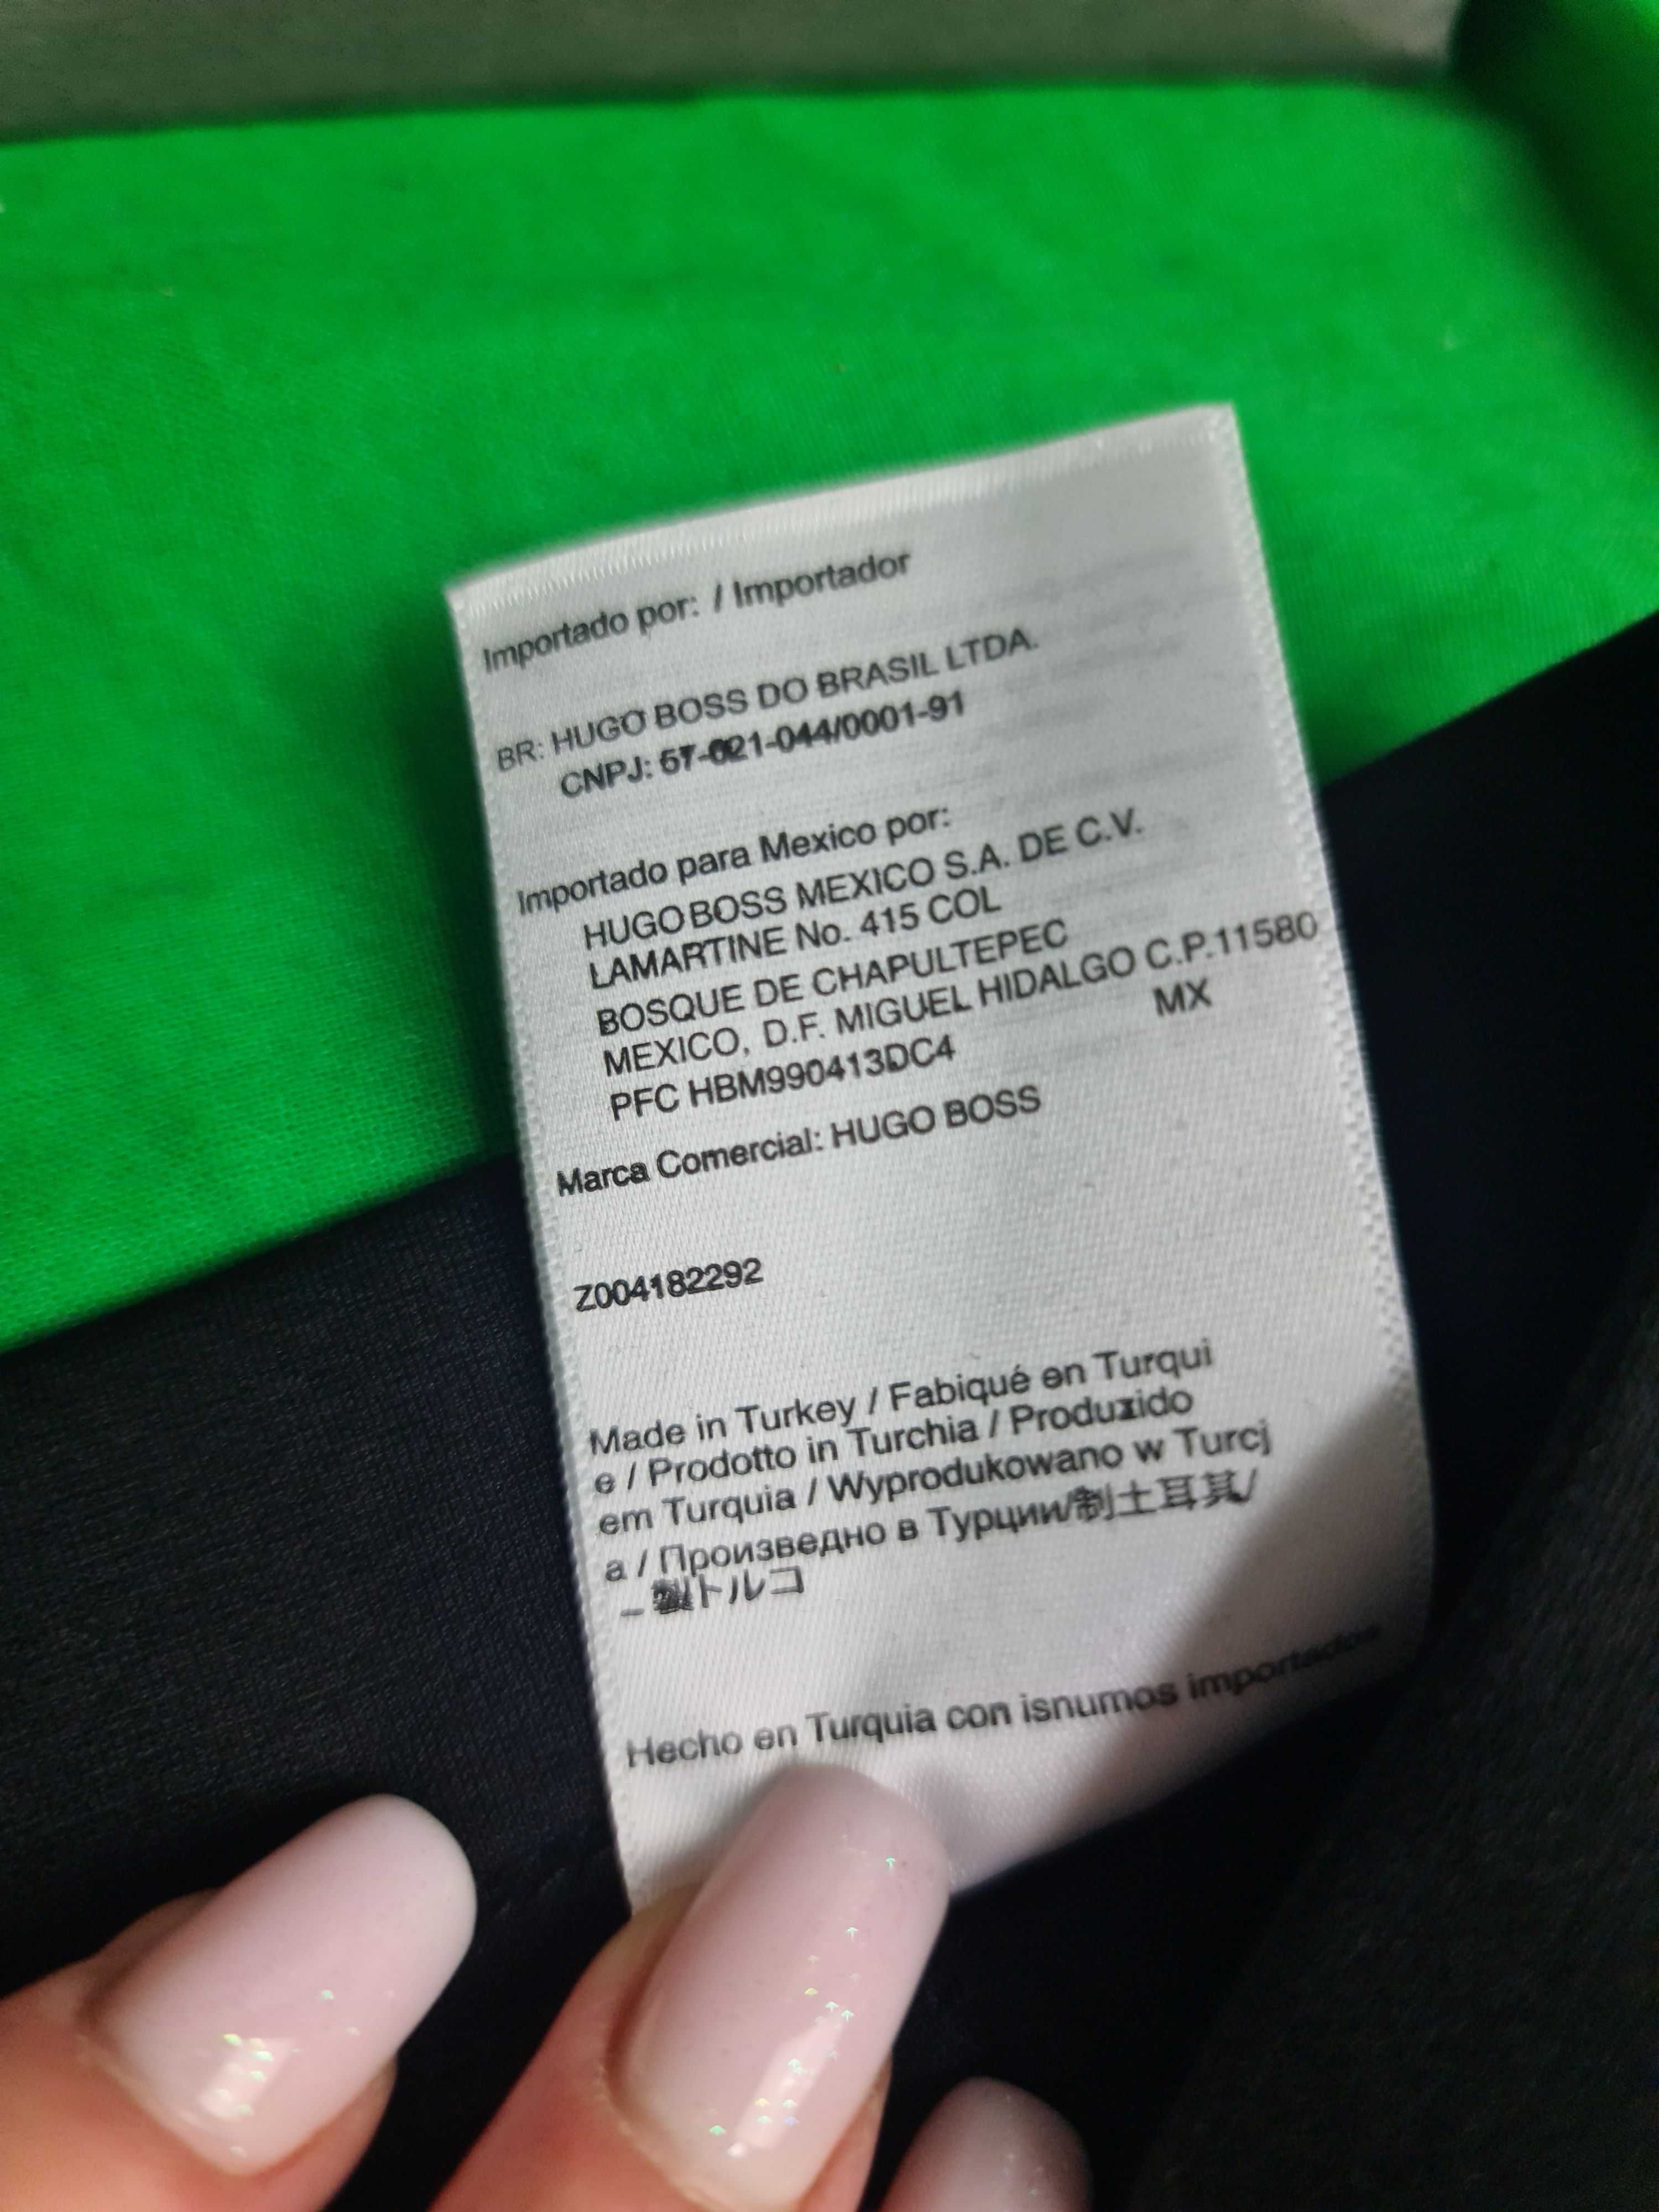 Importado por: / Importador
BR: HUGO BOSS DO BRASIL LTDA.
CNPJ: 57-021-044/0001-91
Importado para Mexico por:
HUGO BOSS MEXICO S.A. DE C.V.
LAMARTINE No. 415 COL
BOSQUE DE CHAPULTEPEC
MEXICO, D.F. MIGUEL HIDALGO C.P.11580
MX
PFC HBM990413DC4
Marca Comercial: HUGO BOSS
Z004182292
Made in Turkey / Fabiqué en Turqui
e / Prodotto in Turchia / Produzido
em Turquia / Wyprodukowano w Turcj
a / Произведно в Турции/制土耳其/
_ 製トルコ
Hecho en Turquia con isnumos importados